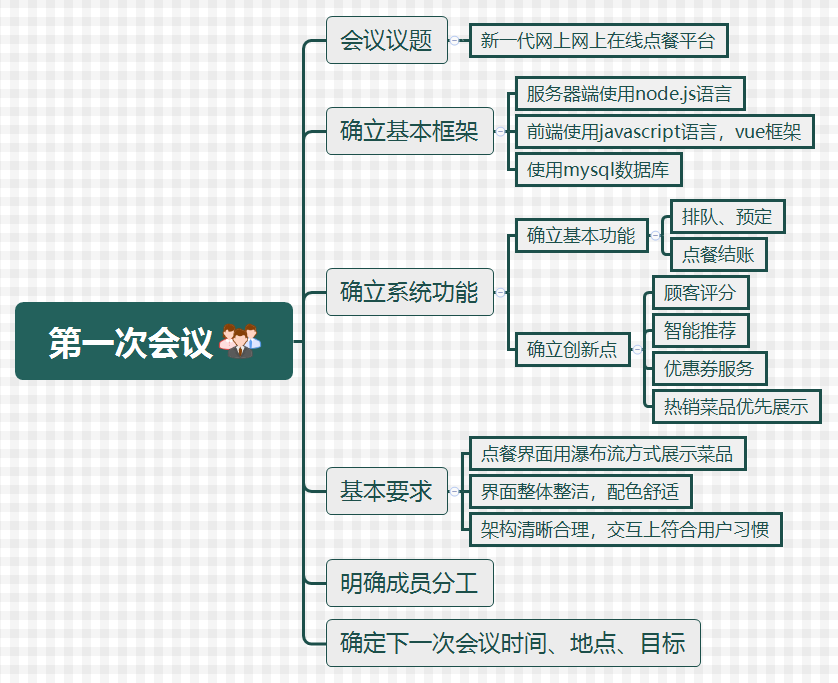 第一次会议
会议议题
新一代网上网上在线点餐平台
确立基本框架
服务器端使用node.js语言
前端使用javascript语言，vue框架
使用mysql数据库
确立系统功能
确立基本功能
排队、预定
点餐结账
确立创新点
顾客评分
智能推荐
优惠券服务
热销菜品优先展示
基本要求
点餐界面用瀑布流方式展示菜品
界面整体整洁，配色舒适
架构清晰合理，交互上符合用户习惯
明确成员分工
确定下一次会议时间、地点、目标